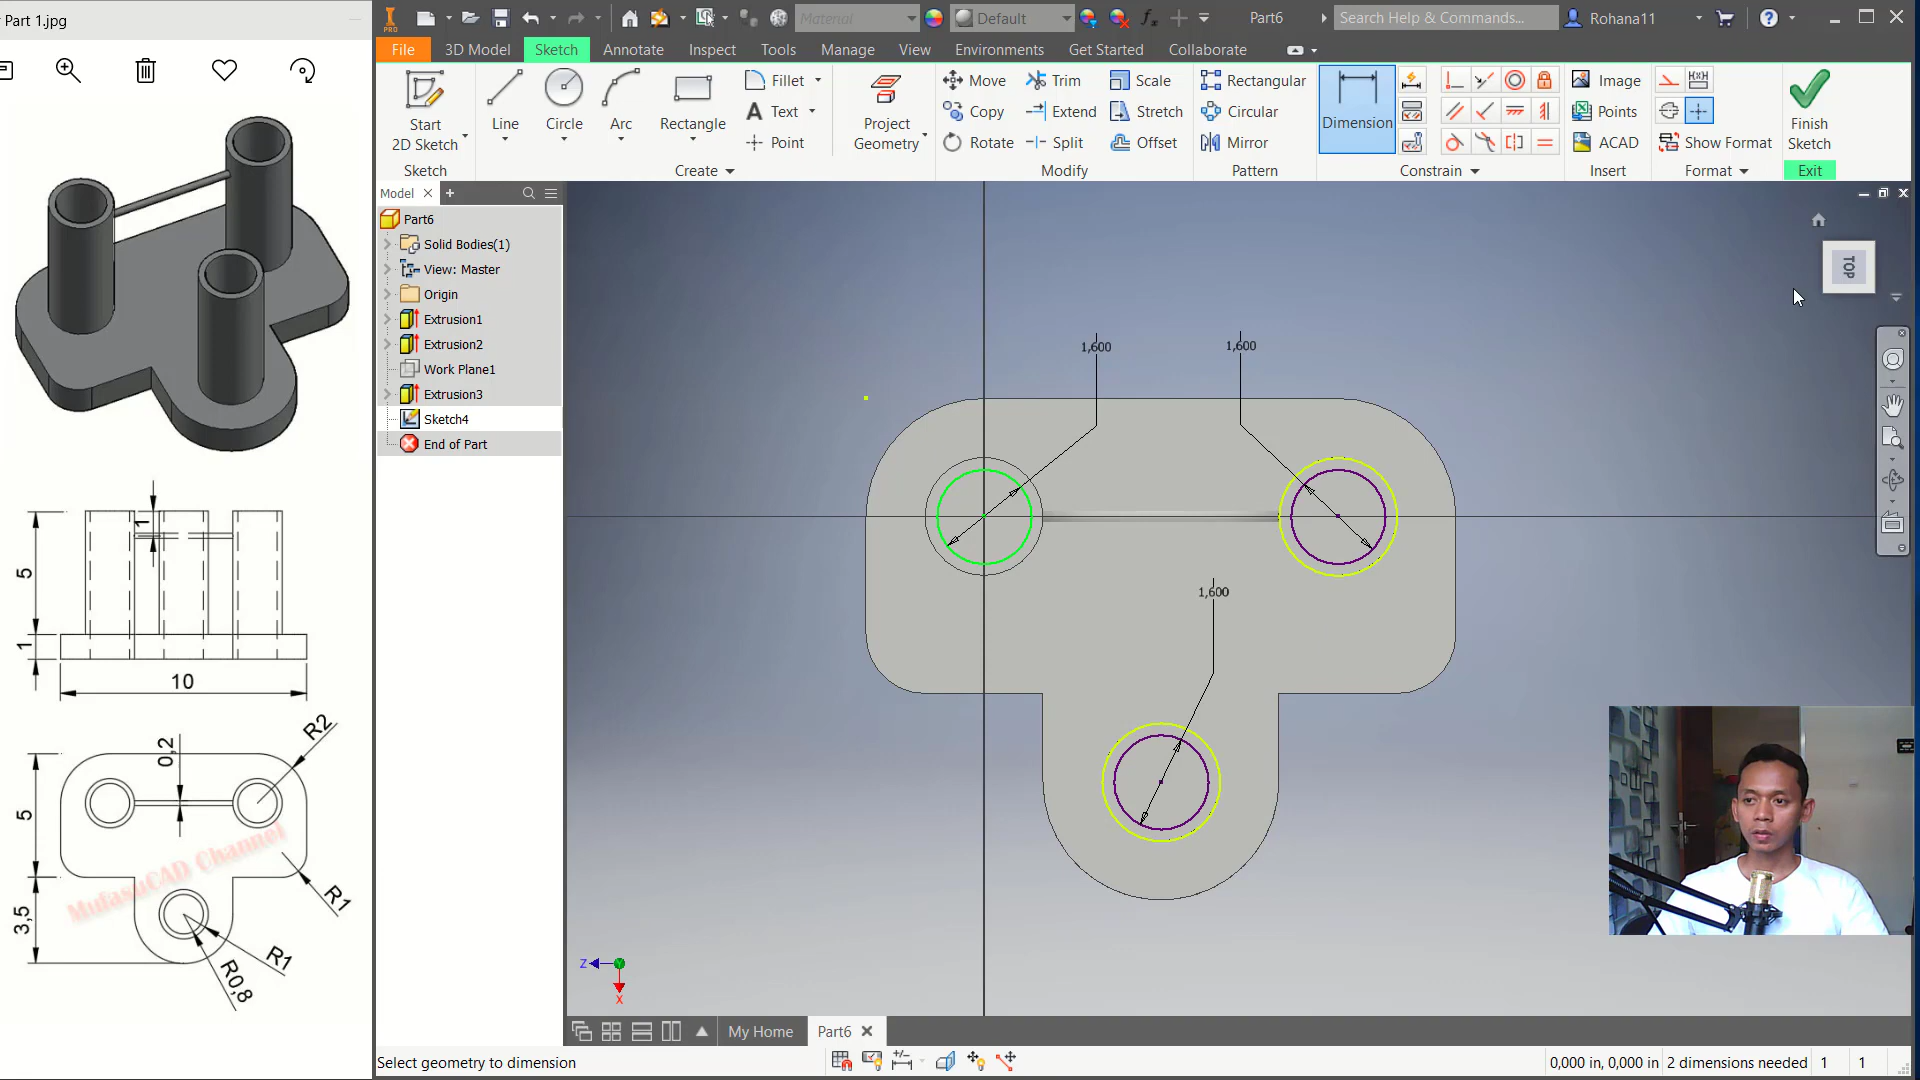 Part 1.jpg
Material
Default
Part6
Search Help & Commands...
Rohana11
PRO
File
3D Model
Sketch
Annotate
Inspect
Tools
Manage
View
Environments
Get Started
Collaborate
Start
2D Sketch
Line
Circle
Arc
Rectangle
Fillet
Text
Point
Project
Geometry
Move
Copy
Rotate
Trim
Extend
Split
Scale
Stretch
Offset
Rectangular
Circular
Mirror
Dimension
Image
Points
ACAD
Show Format
Finish
Sketch
Sketch
Create
Modify
Pattern
Constrain
Insert
Format
Exit
Model
Part6
Solid Bodies(1)
View: Master
Origin
Extrusion1
Extrusion2
Work Plane1
Extrusion3
Sketch4
End of Part
TOP
1,600
1,600
1,600
1
5
1
10
R2
0,2
5
3,5
R1
R1
R0,8
MufasuCAD Channel
Z
X
My Home
Part6
Select geometry to dimension
0,000 in, 0,000 in
2 dimensions needed
1
1